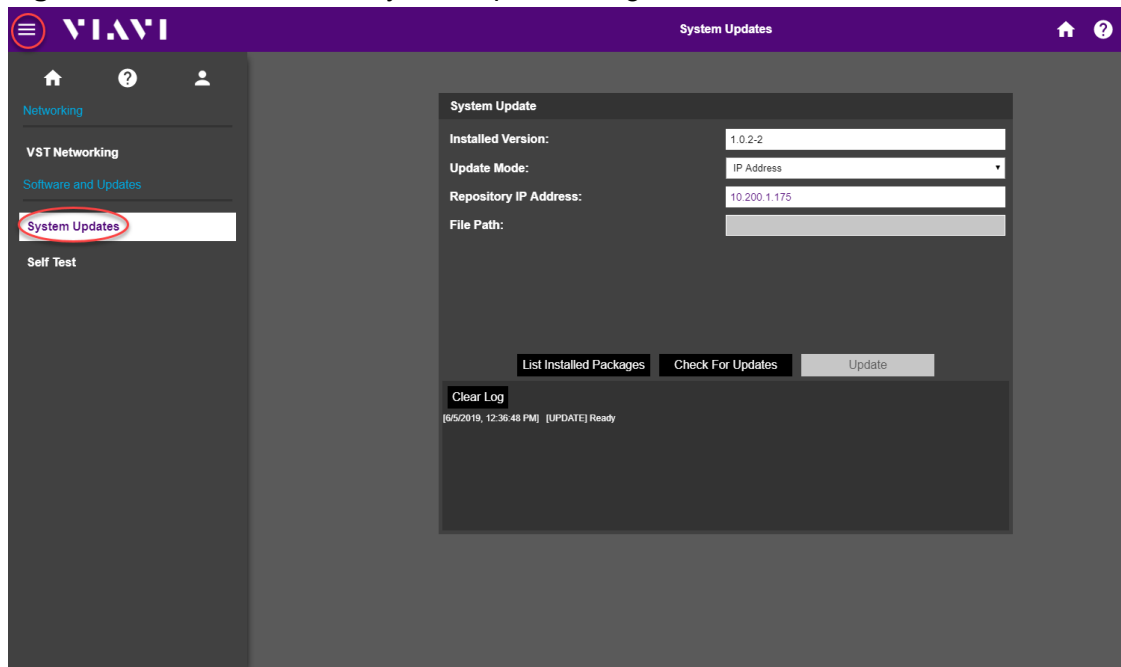 VIAVI
System Updates
Networking
VST Networking
Software and Updates
System Updates
Self Test
System Update
Installed Version:
1.0.2-2
Update Mode:
IP Address
Repository IP Address:
10.200.1.175
File Path:
List Installed Packages
Check For Updates
Update
Clear Log
[6/5/2019, 12:36:48 PM] [UPDATE] Ready